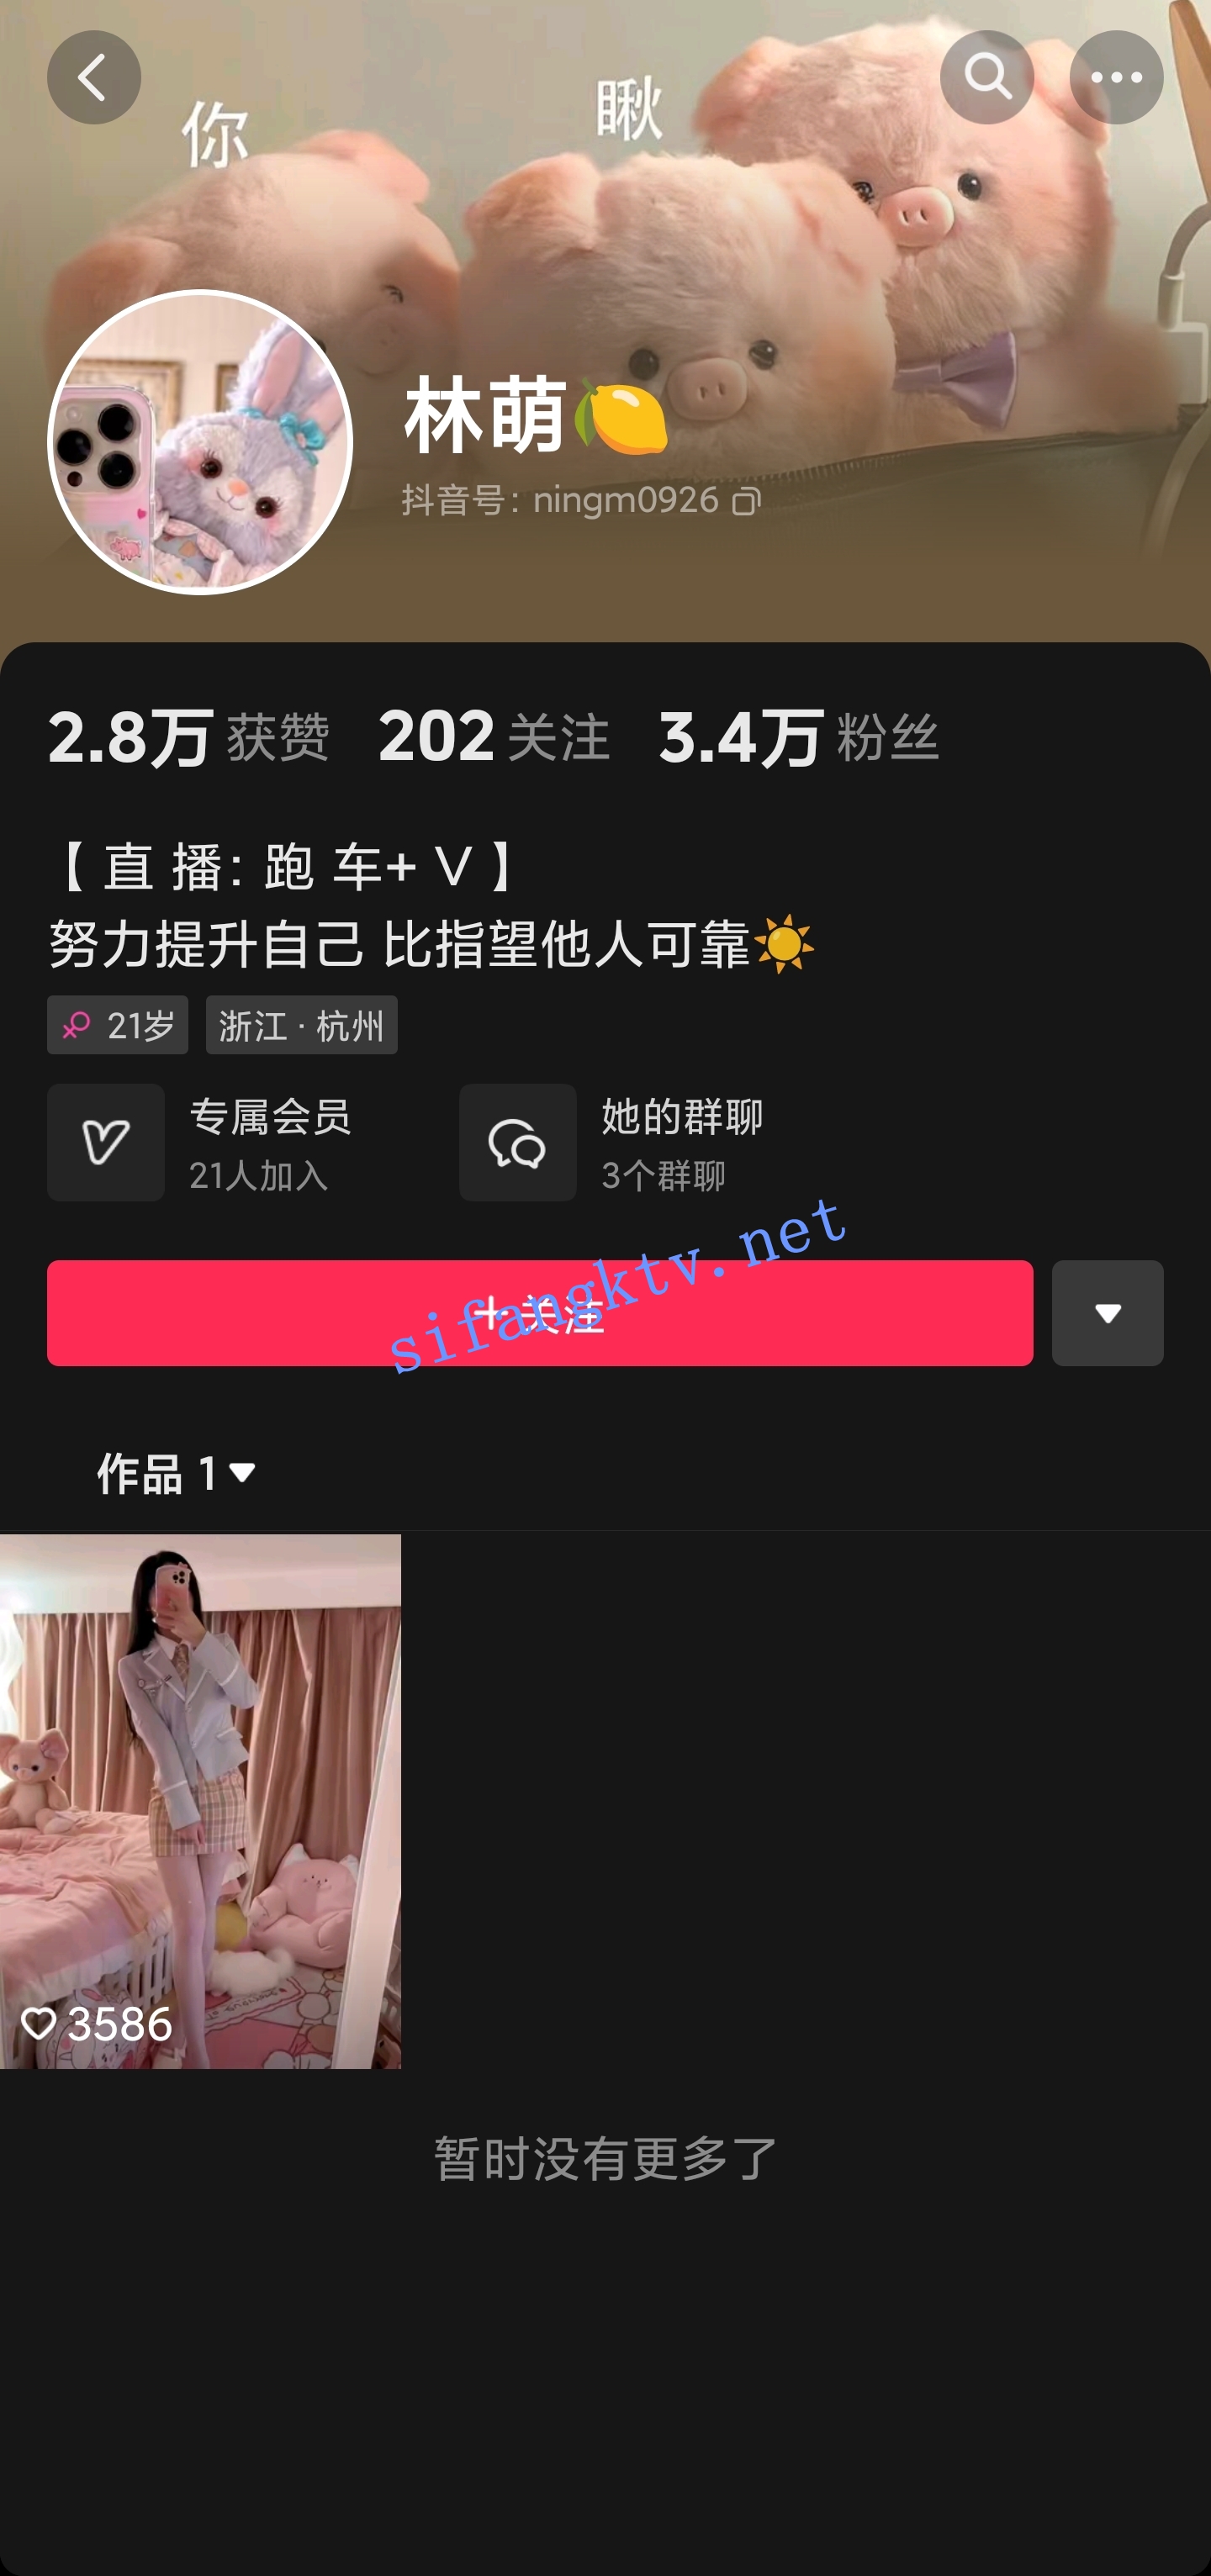 你 瞅
林萌🍋
抖音号: ningm0926
2.8万 获赞 202 关注 3.4万 粉丝
【 直 播: 跑 车+ V 】
努力提升自己 比指望他人可靠☀️
21岁 浙江 · 杭州
专属会员 她的群聊
21人加入 3个群聊
+ 关注
sifangktv.net
作品 1
3586
暂时没有更多了